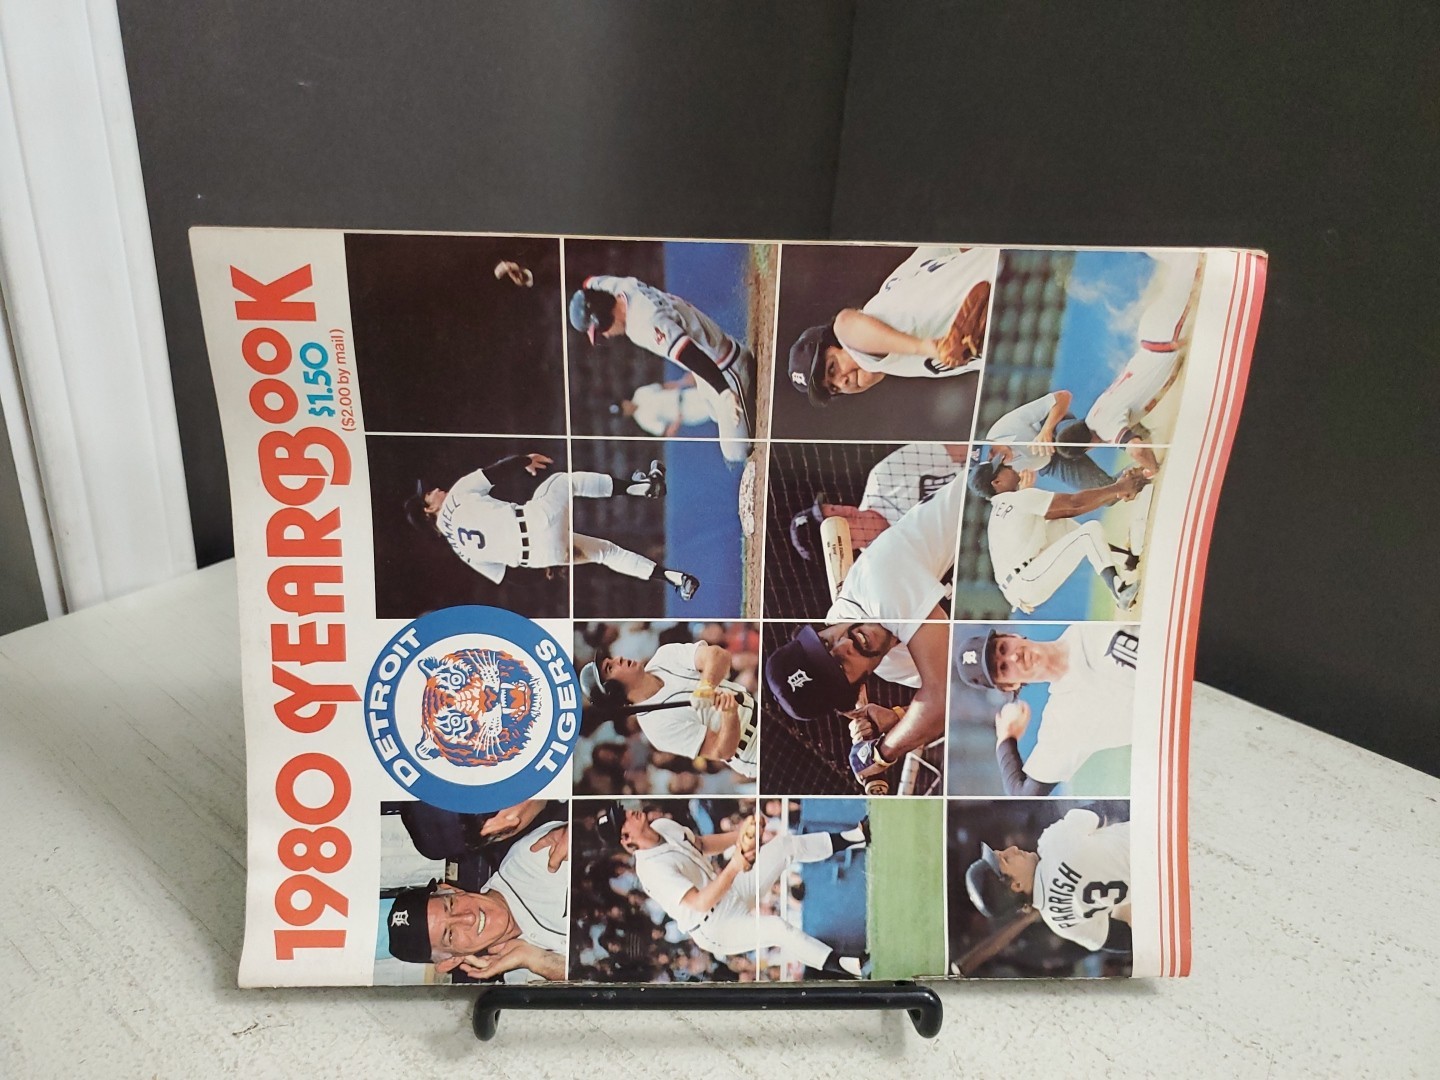 1980 YEARBOOK
$1.50
($2.00 by mail)
DETROIT
TIGERS
3
PARRISH
13